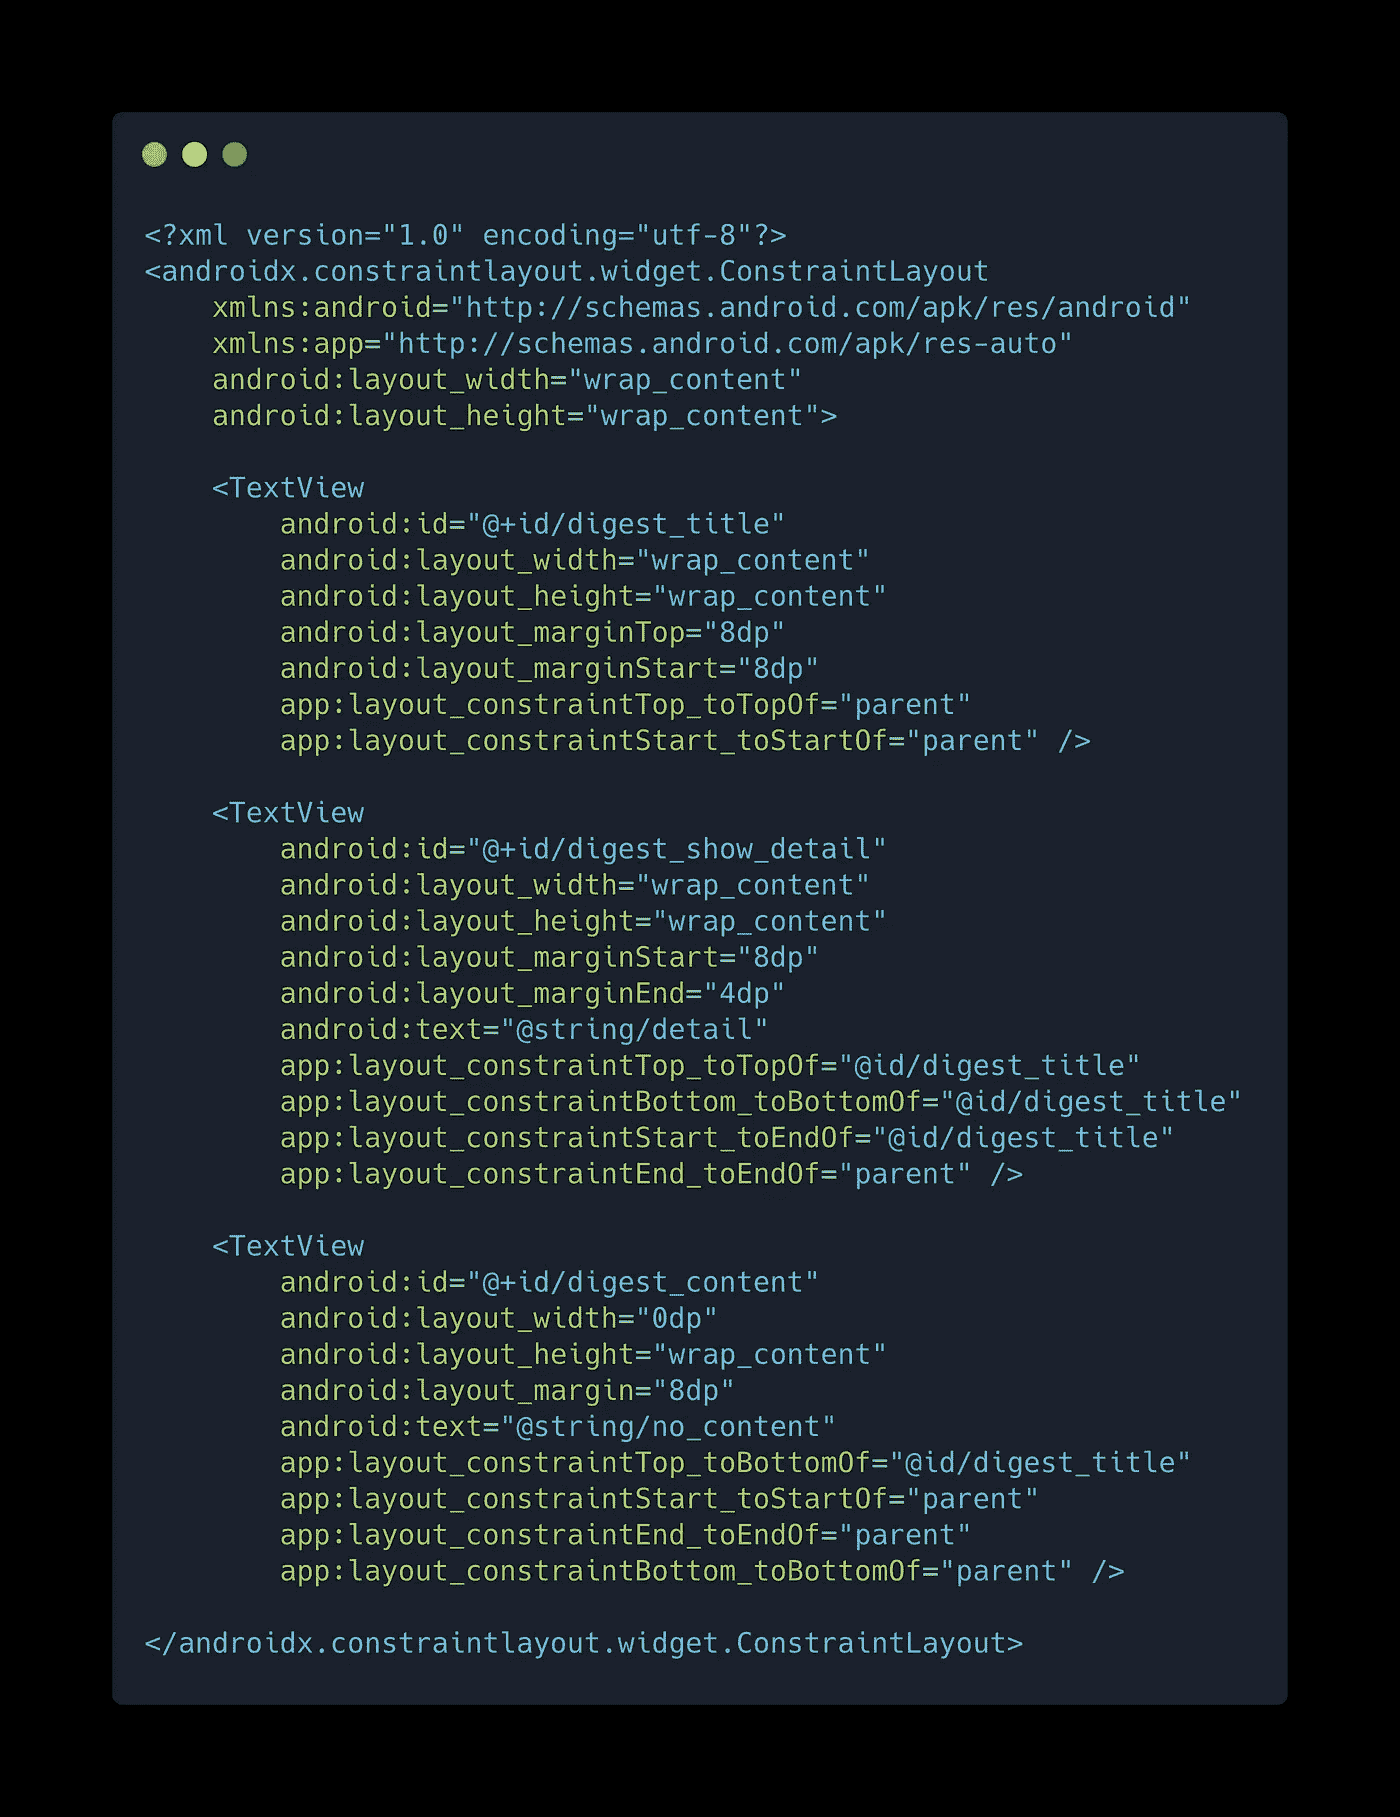 <?xml version="1.0" encoding="utf-8"?>
<androidx.constraintlayout.widget.ConstraintLayout
    xmlns:android="http://schemas.android.com/apk/res/android"
    xmlns:app="http://schemas.android.com/apk/res-auto"
    android:layout_width="wrap_content"
    android:layout_height="wrap_content">

    <TextView
        android:id="@+id/digest_title"
        android:layout_width="wrap_content"
        android:layout_height="wrap_content"
        android:layout_marginTop="8dp"
        android:layout_marginStart="8dp"
        app:layout_constraintTop_toTopOf="parent"
        app:layout_constraintStart_toStartOf="parent" />

    <TextView
        android:id="@+id/digest_show_detail"
        android:layout_width="wrap_content"
        android:layout_height="wrap_content"
        android:layout_marginStart="8dp"
        android:layout_marginEnd="4dp"
        android:text="@string/detail"
        app:layout_constraintTop_toTopOf="@id/digest_title"
        app:layout_constraintBottom_toBottomOf="@id/digest_title"
        app:layout_constraintStart_toEndOf="@id/digest_title"
        app:layout_constraintEnd_toEndOf="parent" />

    <TextView
        android:id="@+id/digest_content"
        android:layout_width="0dp"
        android:layout_height="wrap_content"
        android:layout_margin="8dp"
        android:text="@string/no_content"
        app:layout_constraintTop_toBottomOf="@id/digest_title"
        app:layout_constraintStart_toStartOf="parent"
        app:layout_constraintEnd_toEndOf="parent"
        app:layout_constraintBottom_toBottomOf="parent" />

</androidx.constraintlayout.widget.ConstraintLayout>